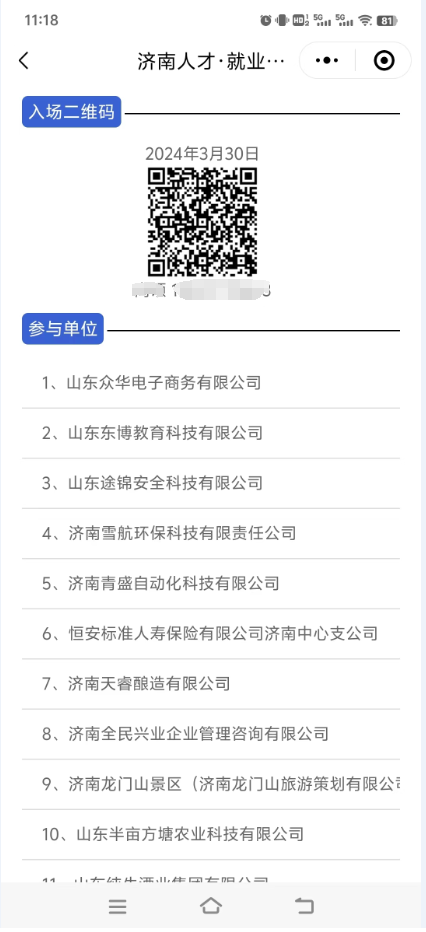 11:18
HD 5G 5G 81
济南人才·就业···
入场二维码
2024年3月30日
参与单位
1、山东众华电子商务有限公司
2、山东东博教育科技有限公司
3、山东途锦安全科技有限公司
4、济南雪航环保科技有限责任公司
5、济南青盛自动化科技有限公司
6、恒安标准人寿保险有限公司济南中心支公司
7、济南天睿酿造有限公司
8、济南全民兴业企业管理咨询有限公司
9、济南龙门山景区（济南龙门山旅游策划有限公
10、山东半亩方塘农业科技有限公司